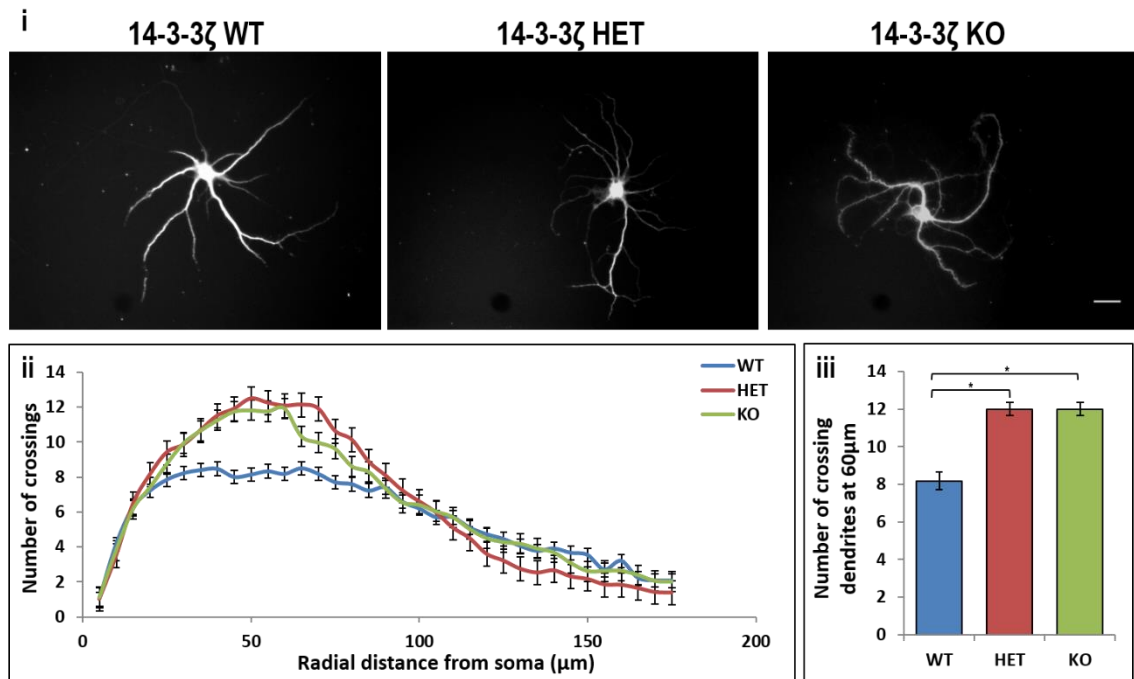 i
14-3-3ζ WT
14-3-3ζ HET
14-3-3ζ KO
ii
Number of crossings
14
12
10
8
6
4
2
0
0
50
100
150
200
Radial distance from soma (µm)
WT
HET
KO
iii
Number of crossing
dendrites at 60µm
14
12
10
8
6
4
2
0
*
*
WT
HET
KO